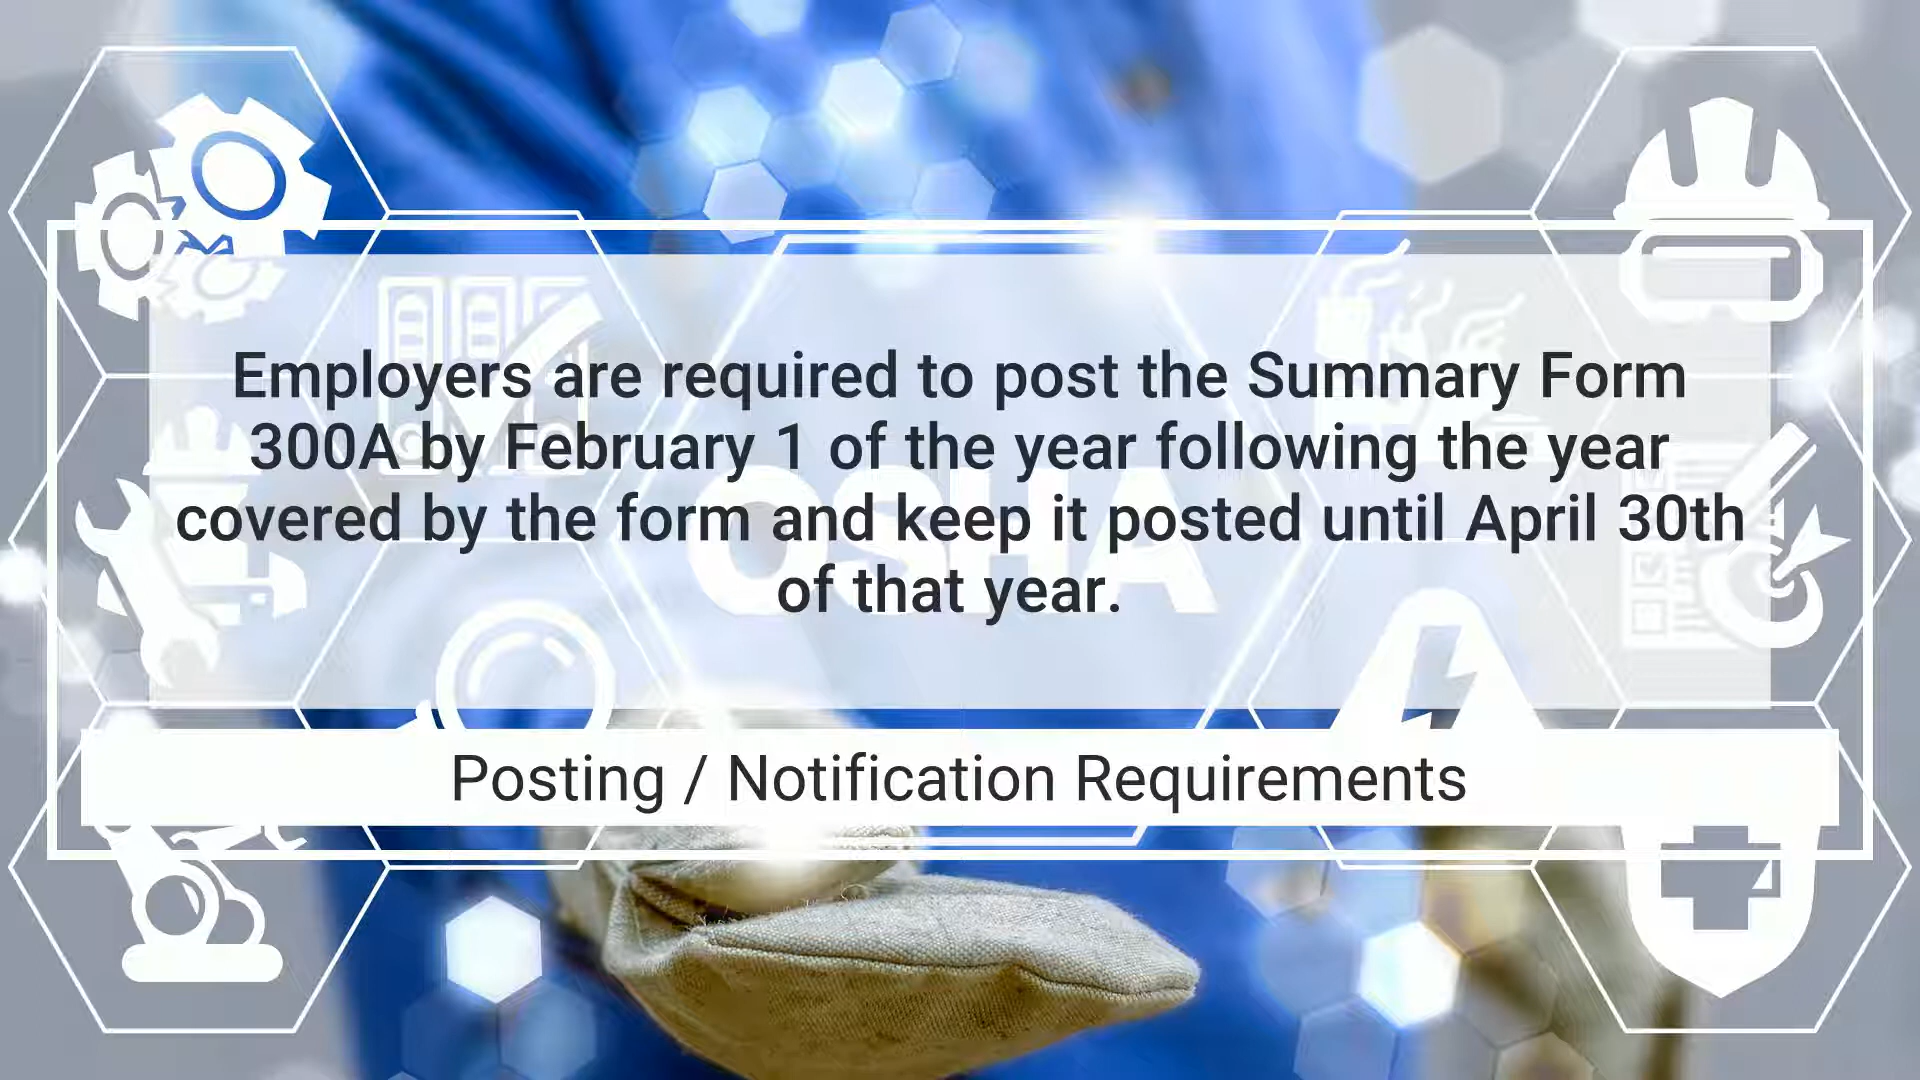 Employers are required to post the Summary Form
300A by February 1 of the year following the year
covered by the form and keep it posted until April 30th
of that year.
OSHA
Posting / Notification Requirements